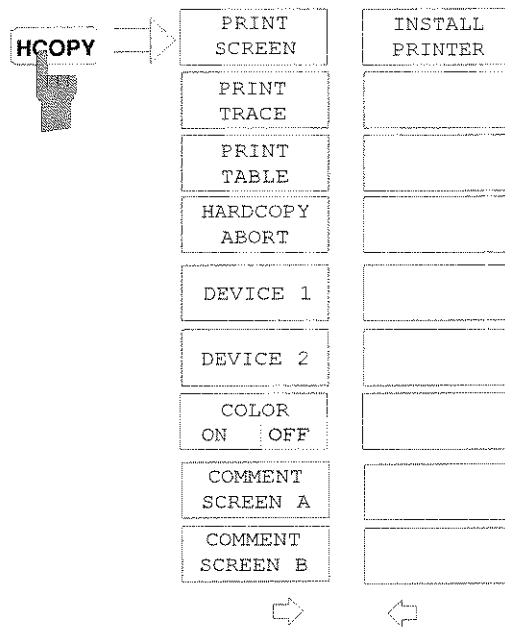 HCOPY
PRINT
SCREEN
PRINT
TRACE
PRINT
TABLE
HARDCOPY
ABORT
DEVICE 1
DEVICE 2
COLOR
ON OFF
COMMENT
SCREEN A
COMMENT
SCREEN B
INSTALL
PRINTER